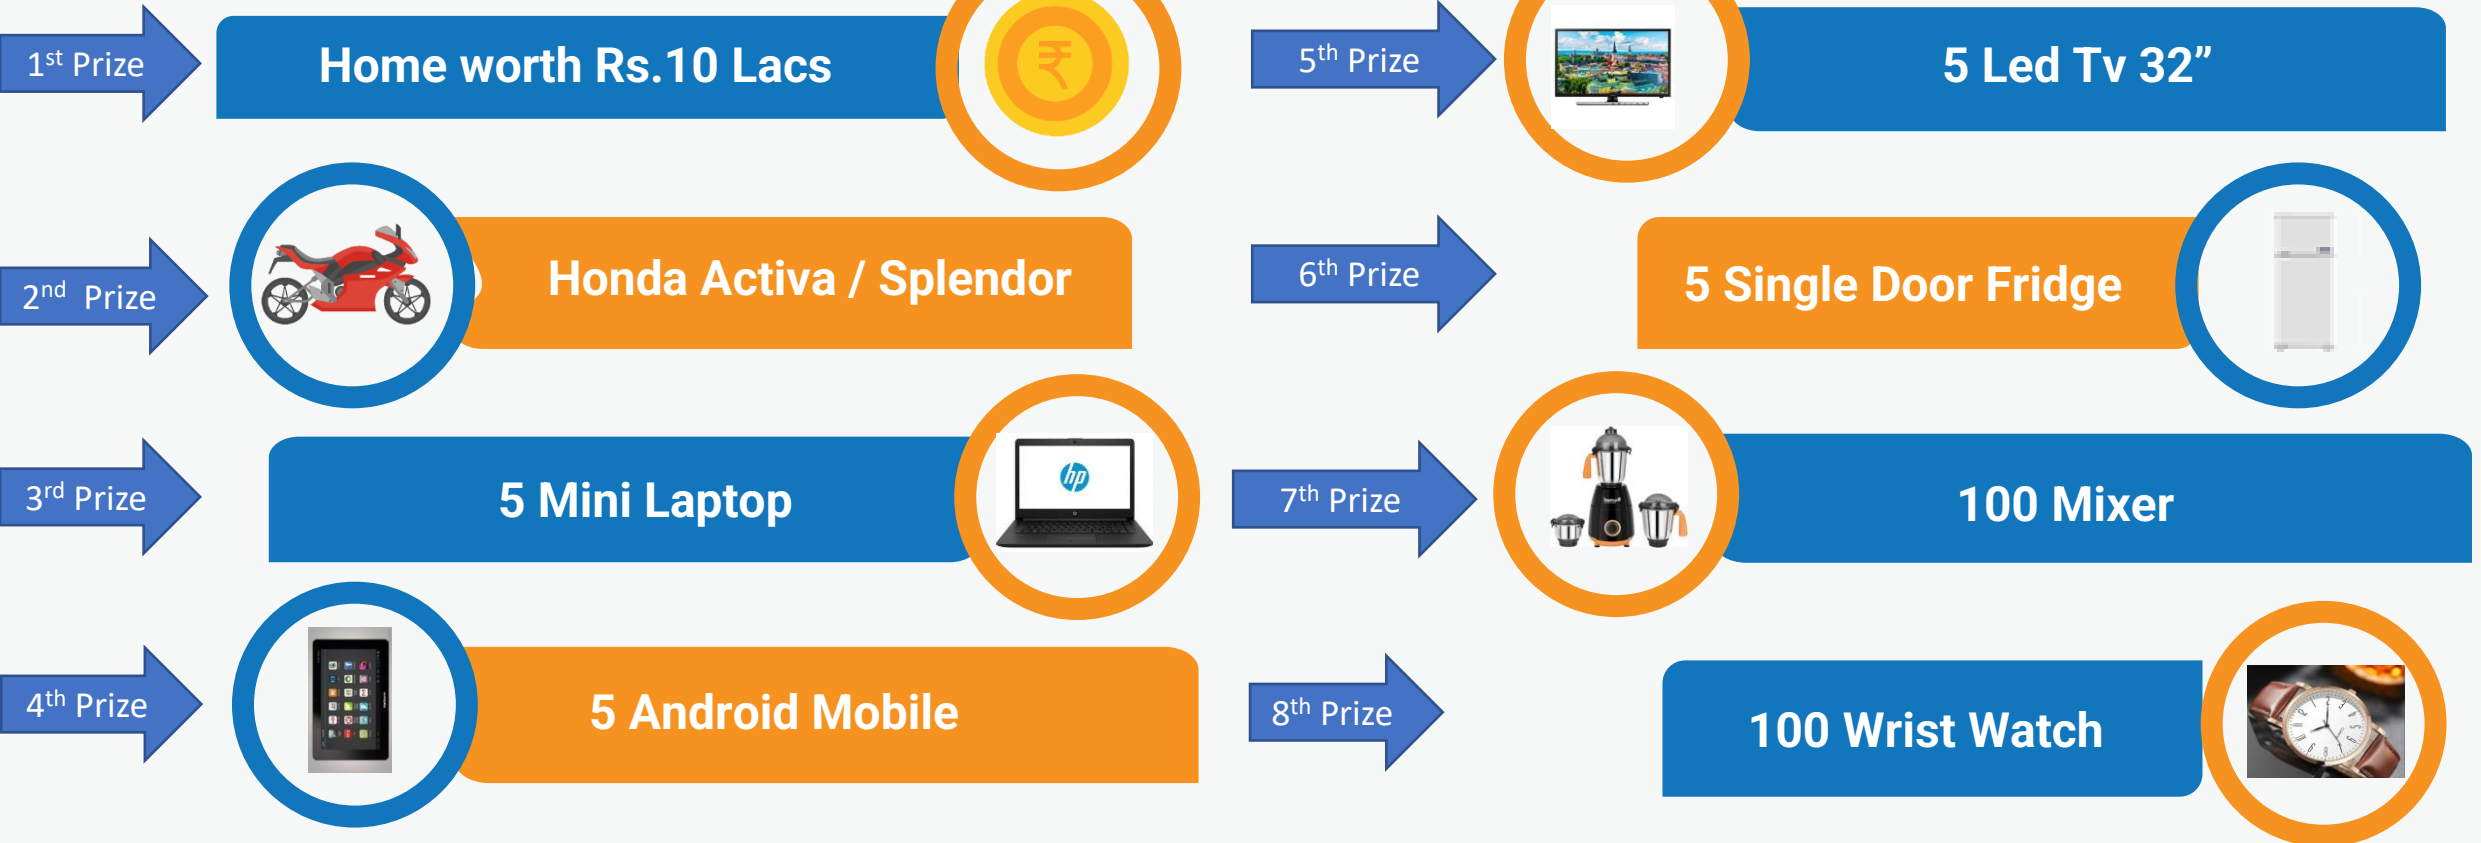 1st Prize
Home worth Rs.10 Lacs
₹
2nd Prize
Honda Activa / Splendor
3rd Prize
5 Mini Laptop
hp
4th Prize
5 Android Mobile
5th Prize
5 Led Tv 32”
6th Prize
5 Single Door Fridge
7th Prize
100 Mixer
8th Prize
100 Wrist Watch